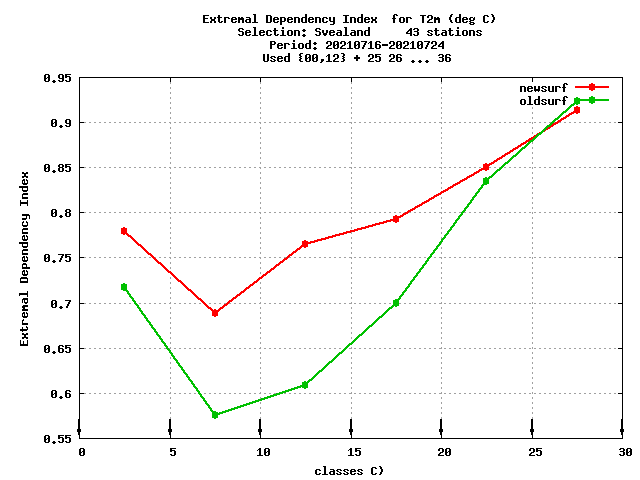 Extremal Dependency Index  for T2m (deg C)
Selection: Svealand     43 stations
Period: 20210716-20210724
Used {00,12} + 25 26 ... 36
newsurf
oldsurf
0.95
0.9
0.85
0.8
0.75
0.7
0.65
0.6
0.55
Extremal Dependency Index
0 5 10 15 20 25 30
classes C)